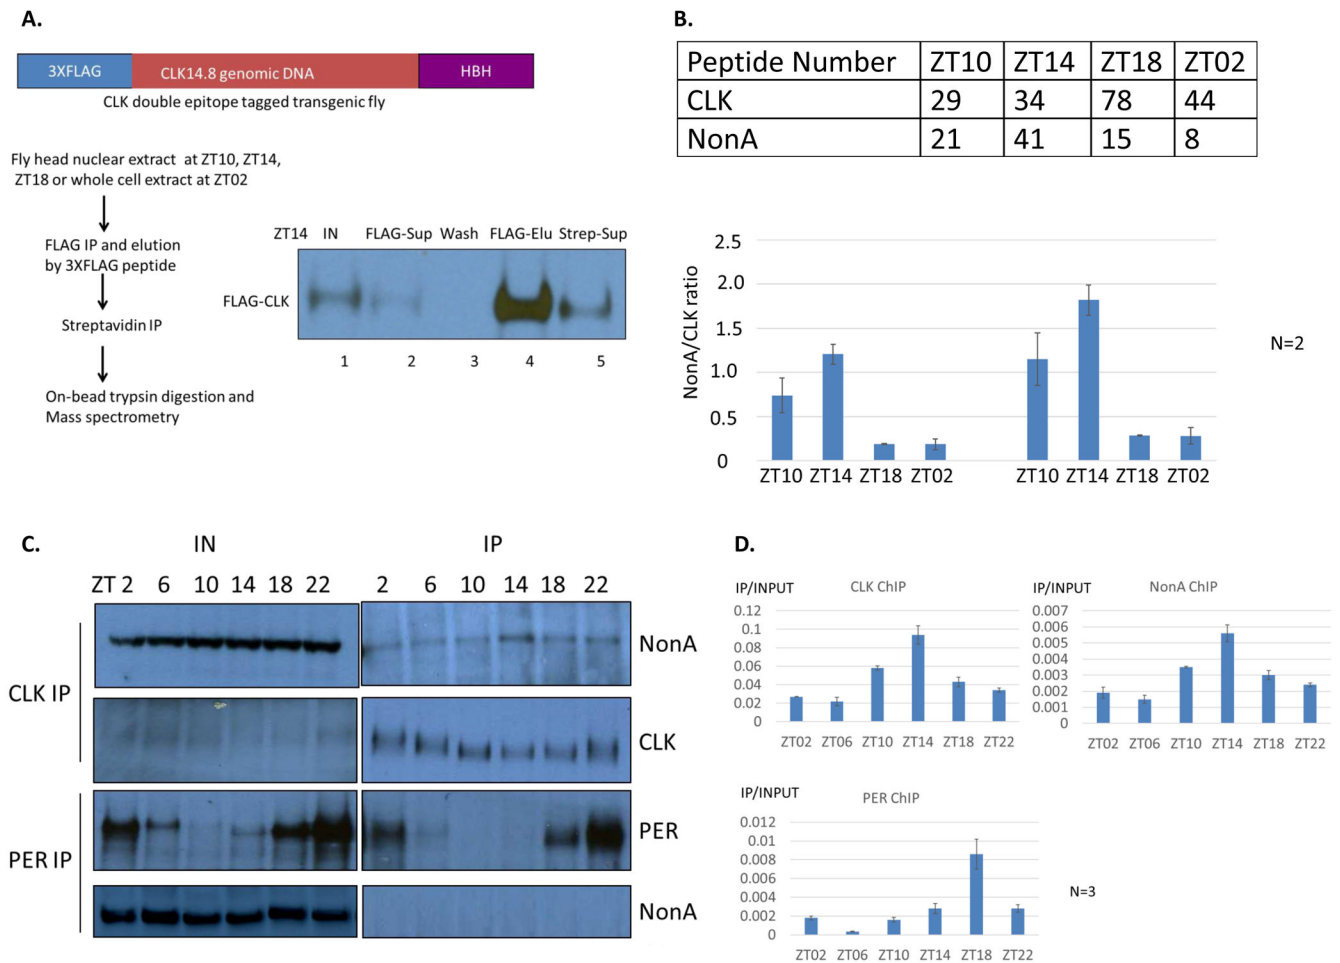 A.
3XFLAG CLK14.8 genomic DNA HBH
CLK double epitope tagged transgenic fly
Fly head nuclear extract at ZT10, ZT14,
ZT18 or whole cell extract at ZT02
FLAG IP and elution
by 3XFLAG peptide
Streptavidin IP
On-bead trypsin digestion and
Mass spectrometry
ZT14 IN FLAG-Sup Wash FLAG-Elu Strep-Sup
FLAG-CLK
1 2 3 4 5
B.
Peptide Number ZT10 ZT14 ZT18 ZT02
CLK 29 34 78 44
NonA 21 41 15 8
NonA/CLK ratio
2.5
2.0
1.5
1.0
0.5
0
ZT10 ZT14 ZT18 ZT02 ZT10 ZT14 ZT18 ZT02
N=2
C.
IN IP
ZT 2 6 10 14 18 22 2 6 10 14 18 22
CLK IP
NonA
CLK
PER IP
PER
NonA
D.
IP/INPUT CLK ChIP
0.12
0.1
0.08
0.06
0.04
0.02
0
ZT02 ZT06 ZT10 ZT14 ZT18 ZT22
IP/INPUT NonA ChIP
0.007
0.006
0.005
0.004
0.003
0.002
0.001
0
ZT02 ZT06 ZT10 ZT14 ZT18 ZT22
IP/INPUT PER ChIP
0.012
0.01
0.008
0.006
0.004
0.002
0
ZT02 ZT06 ZT10 ZT14 ZT18 ZT22
N=3